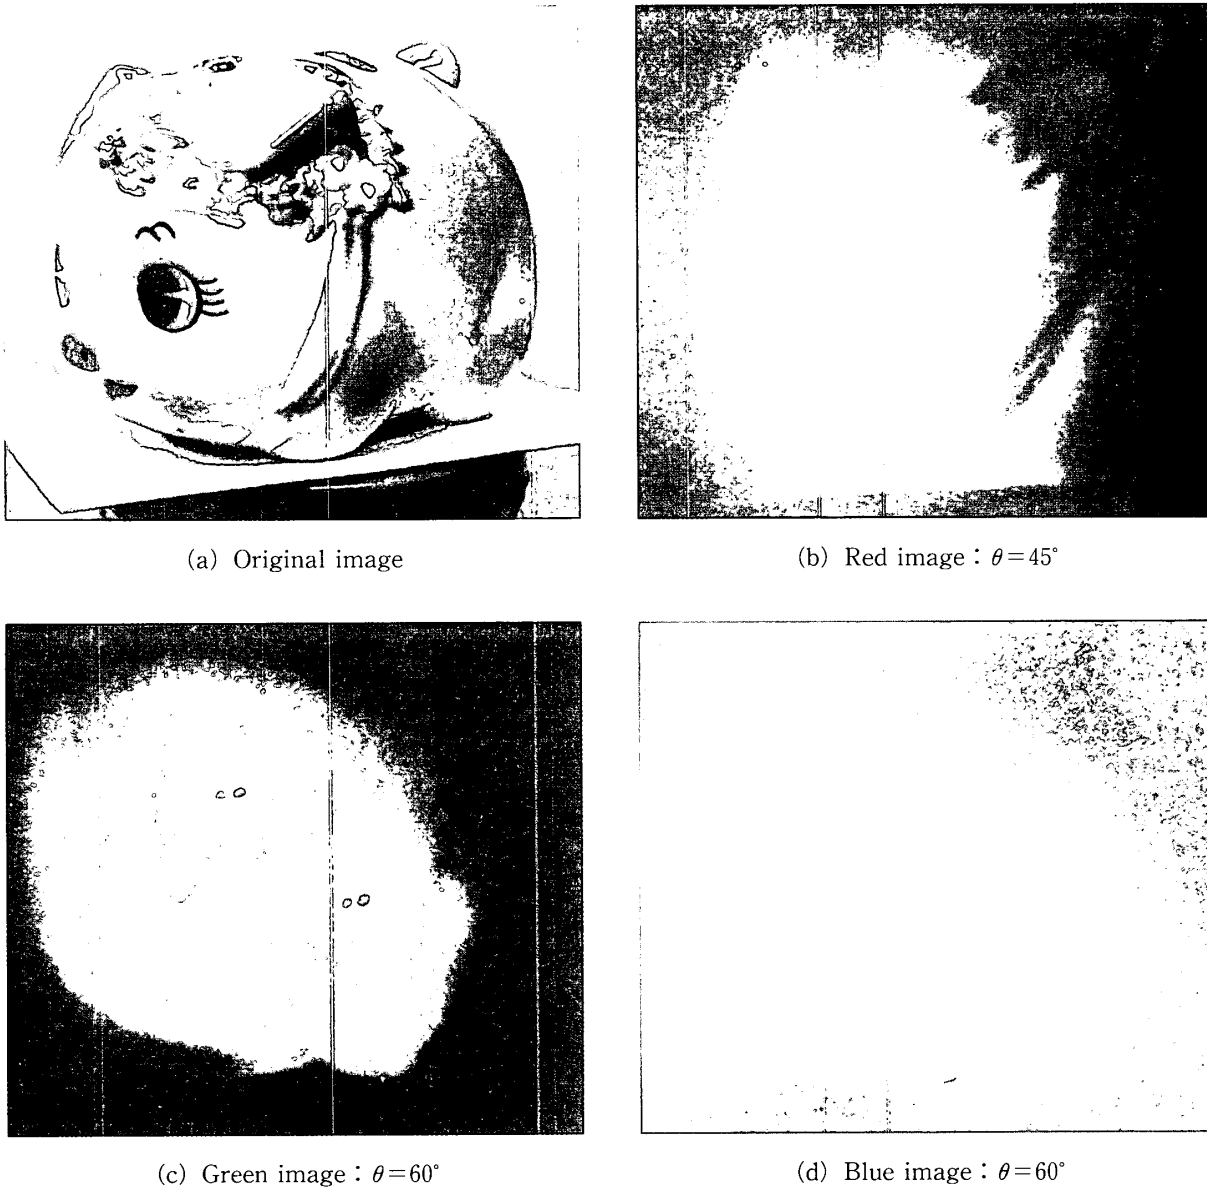 (a) Original image
(b) Red image : θ=45°
(c) Green image : θ=60°
(d) Blue image : θ=60°